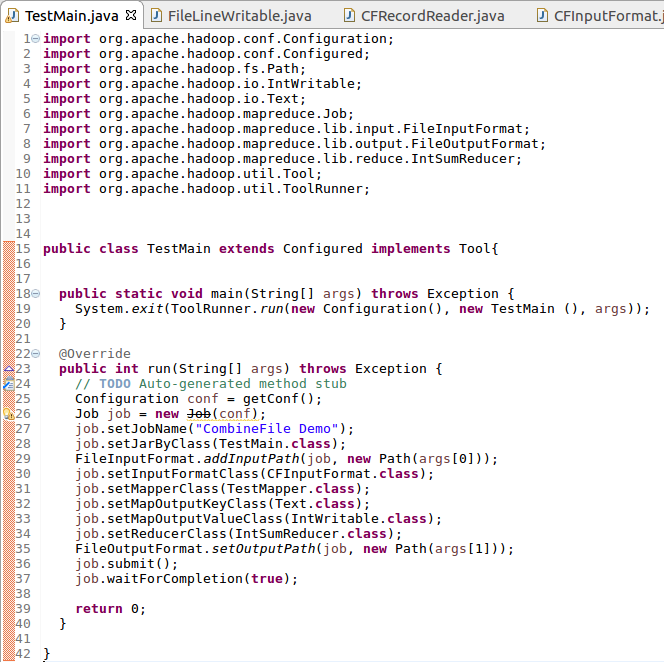 TestMain.java FileLineWritable.java CFRecordReader.java CFInputFormat.j
1 import org.apache.hadoop.conf.Configuration;
2 import org.apache.hadoop.conf.Configured;
3 import org.apache.hadoop.fs.Path;
4 import org.apache.hadoop.io.IntWritable;
5 import org.apache.hadoop.io.Text;
6 import org.apache.hadoop.mapreduce.Job;
7 import org.apache.hadoop.mapreduce.lib.input.FileInputFormat;
8 import org.apache.hadoop.mapreduce.lib.output.FileOutputFormat;
9 import org.apache.hadoop.mapreduce.lib.reduce.IntSumReducer;
10 import org.apache.hadoop.util.Tool;
11 import org.apache.hadoop.util.ToolRunner;
12
13
14
15 public class TestMain extends Configured implements Tool{
16
17
18 public static void main(String[] args) throws Exception {
19 System.exit(ToolRunner.run(new Configuration(), new TestMain (), args));
20 }
21
22 @Override
23 public int run(String[] args) throws Exception {
24 // TODO Auto-generated method stub
25 Configuration conf = getConf();
26 Job job = new Job(conf);
27 job.setJobName("CombineFile Demo");
28 job.setJarByClass(TestMain.class);
29 FileInputFormat.addInputPath(job, new Path(args[0]));
30 job.setInputFormatClass(CFInputFormat.class);
31 job.setMapperClass(TestMapper.class);
32 job.setMapOutputKeyClass(Text.class);
33 job.setMapOutputValueClass(IntWritable.class);
34 job.setReducerClass(IntSumReducer.class);
35 FileOutputFormat.setOutputPath(job, new Path(args[1]));
36 job.submit();
37 job.waitForCompletion(true);
38
39 return 0;
40 }
41
42 }